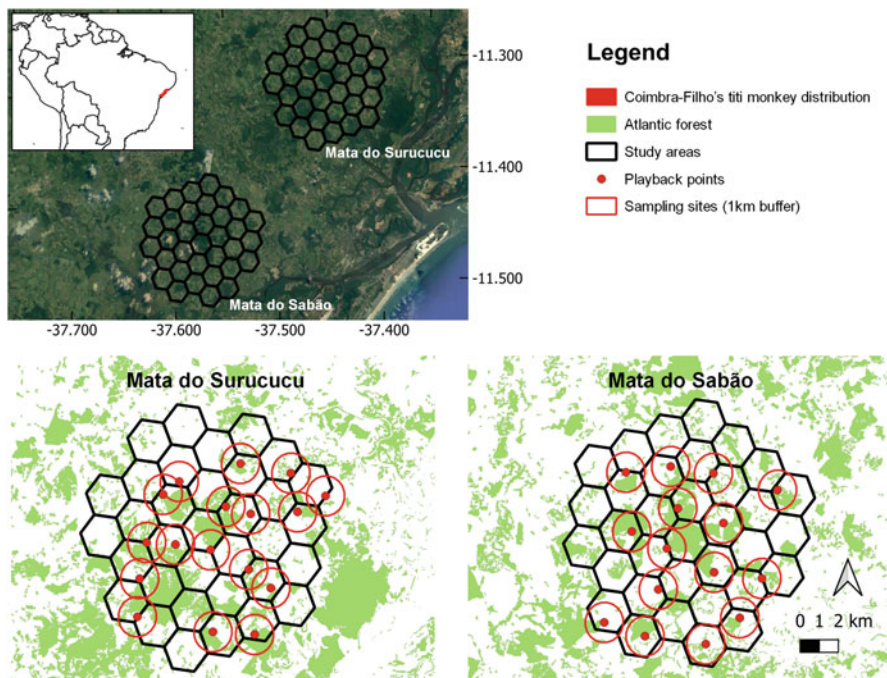 -11.300
-11.400
-11.500
-37.700
-37.600
-37.500
-37.400
Mata do Surucucu
Mata do Sabão
Legend
Coimbra-Filho's titi monkey distribution
Atlantic forest
Study areas
Playback points
Sampling sites (1km buffer)
Mata do Surucucu
Mata do Sabão
0 1 2 km